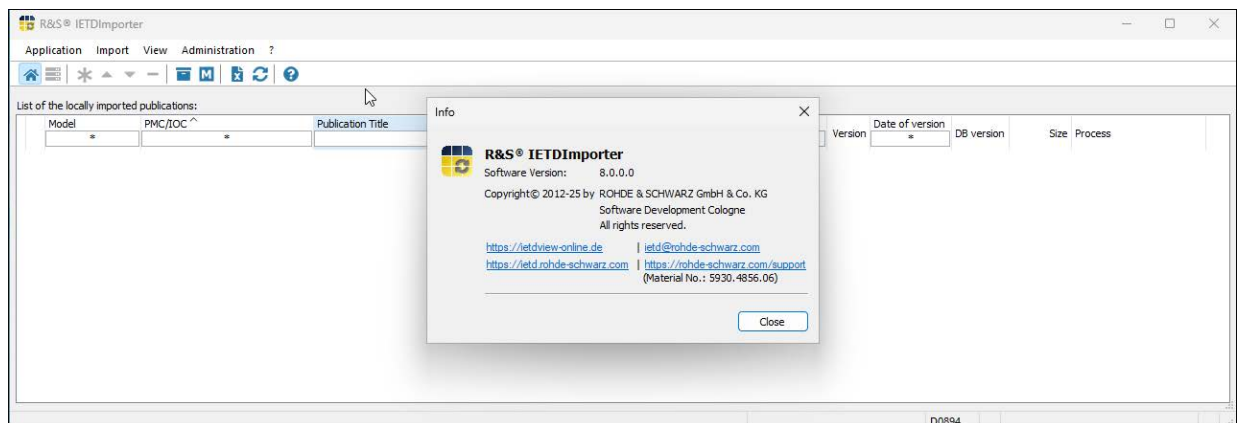 R&S® IETDImporter
Application Import View Administration ?
List of the locally imported publications:
Model PMC/IOC ^ Publication Title Version Date of version DB version Size Process
* * *
Info
R&S® IETDImporter
Software Version: 8.0.0.0
Copyright© 2012-25 by ROHDE & SCHWARZ GmbH & Co. KG
Software Development Cologne
All rights reserved.
https://ietdview-online.de | ietd@rohde-schwarz.com
https://ietd.rohde-schwarz.com | https://rohde-schwarz.com/support
(Material No.: 5930.4856.06)
Close
D0894